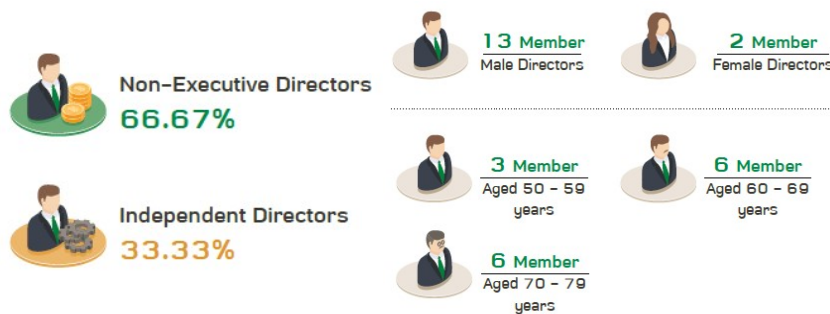 Non-Executive Directors
66.67%
Independent Directors
33.33%
13 Member
Male Directors
2 Member
Female Directors
3 Member
Aged 50 - 59
years
6 Member
Aged 60 - 69
years
6 Member
Aged 70 - 79
years